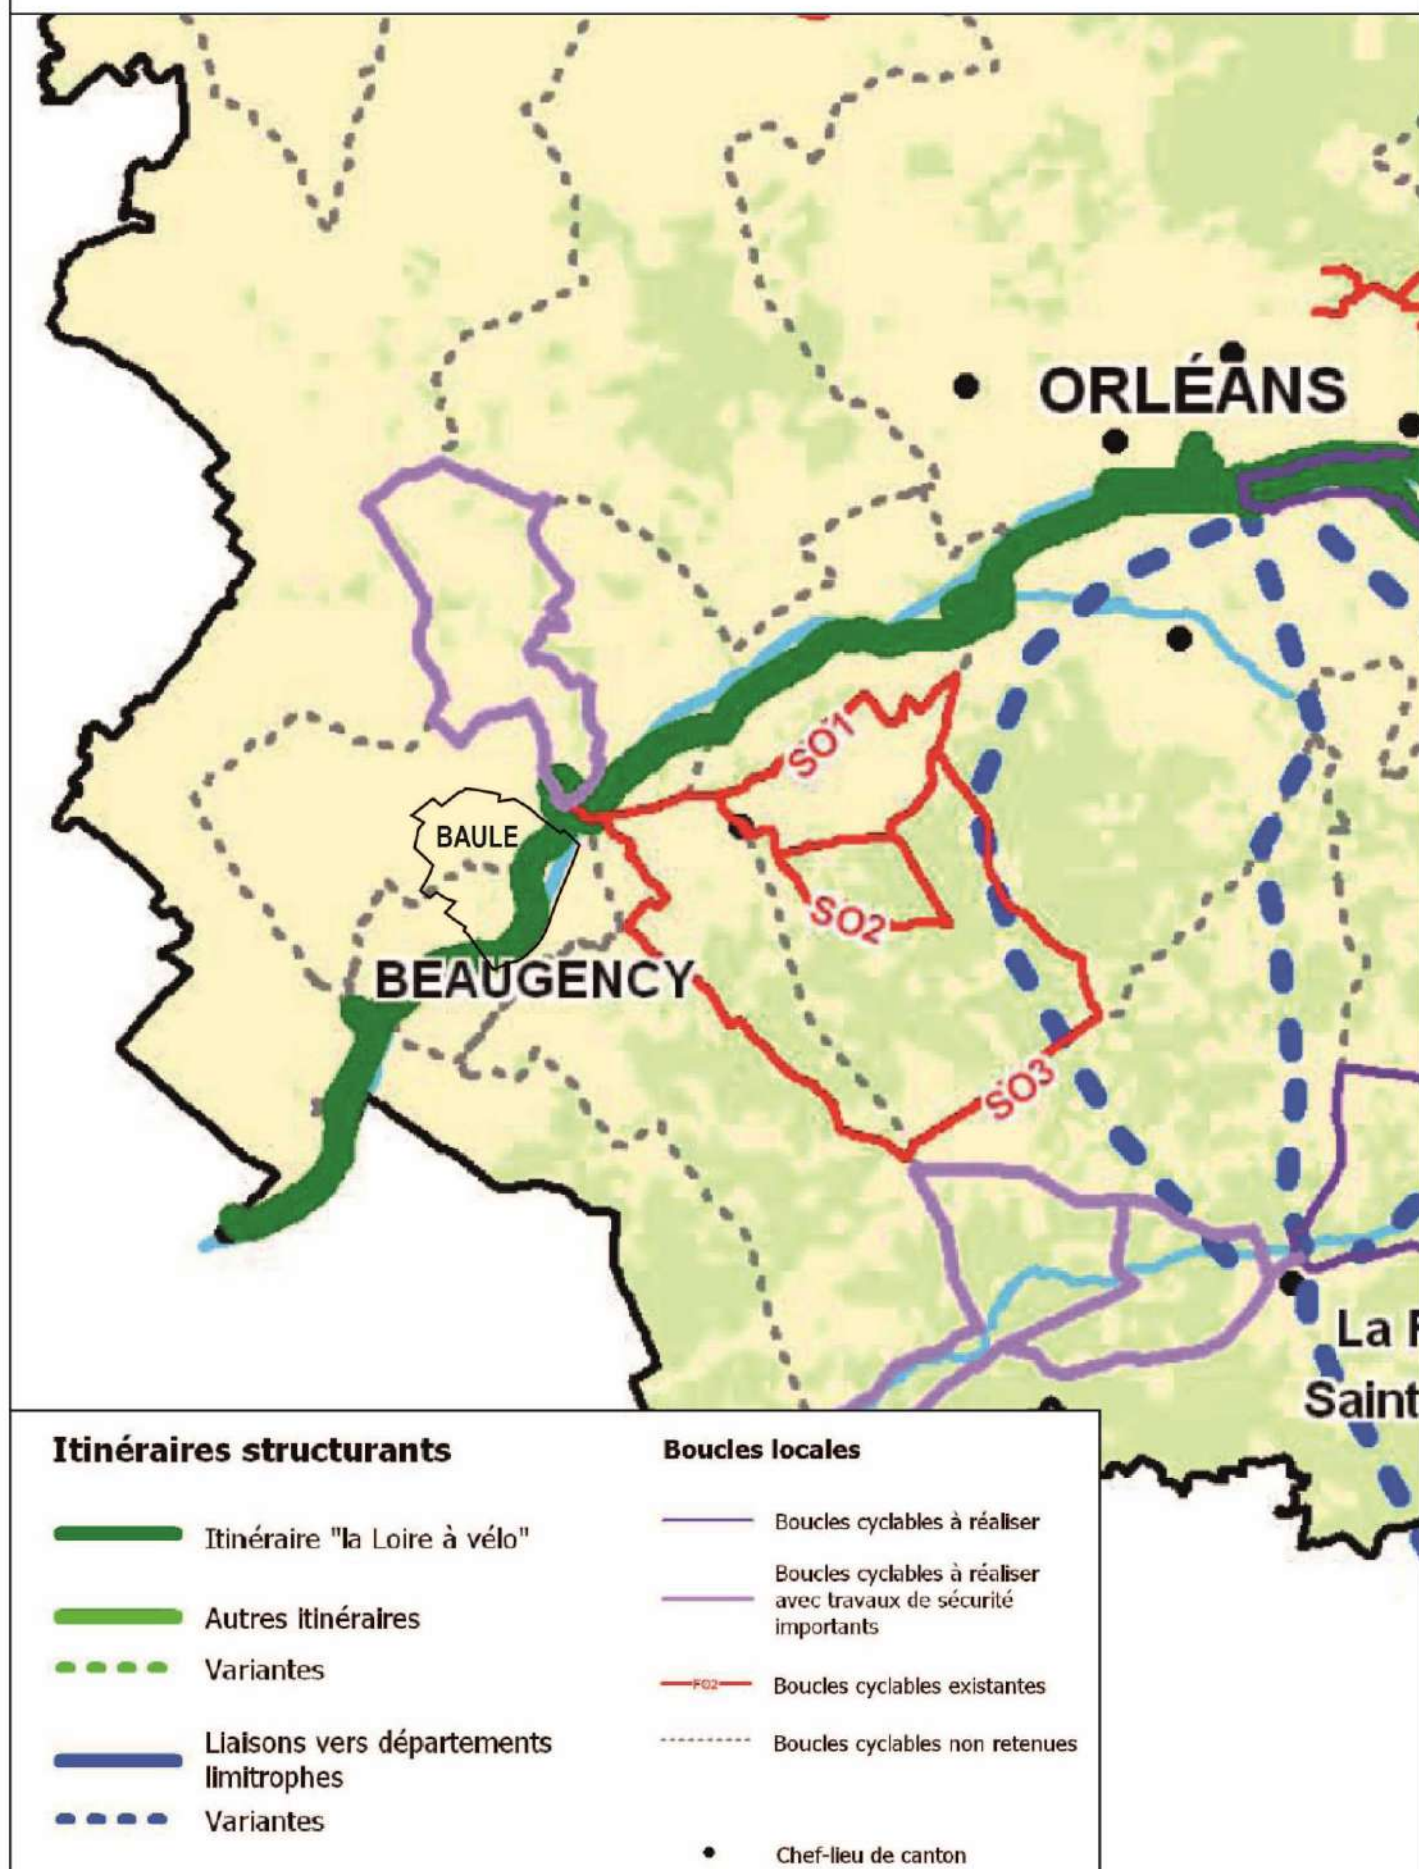 ORLÉANS
SO1
BAULE
SO2
BEAUGENCY
SO3
La F
Saint
Itinéraires structurants
Itinéraire "la Loire à vélo"
Autres itinéraires
Variantes
Liaisons vers départements
limitrophes
Variantes
Boucles locales
Boucles cyclables à réaliser
Boucles cyclables à réaliser
avec travaux de sécurité
importants
FO2
Boucles cyclables existantes
Boucles cyclables non retenues
Chef-lieu de canton